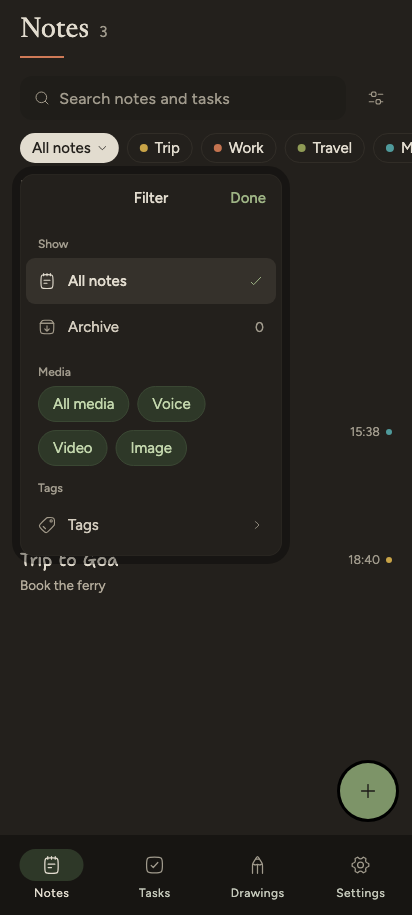 Notes 3
Search notes and tasks
All notes Trip Work Travel M
Filter Done
Show
All notes
Archive 0
Media
All media Voice
Video Image
15:38
Tags
Tags
Trip to Goa 18:40
Book the ferry
Notes Tasks Drawings Settings